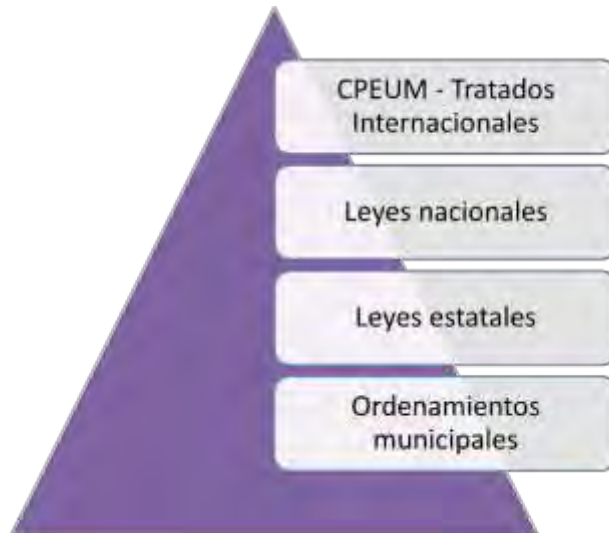 CPEUM - Tratados
Internacionales
Leyes nacionales
Leyes estatales
Ordenamientos
municipales